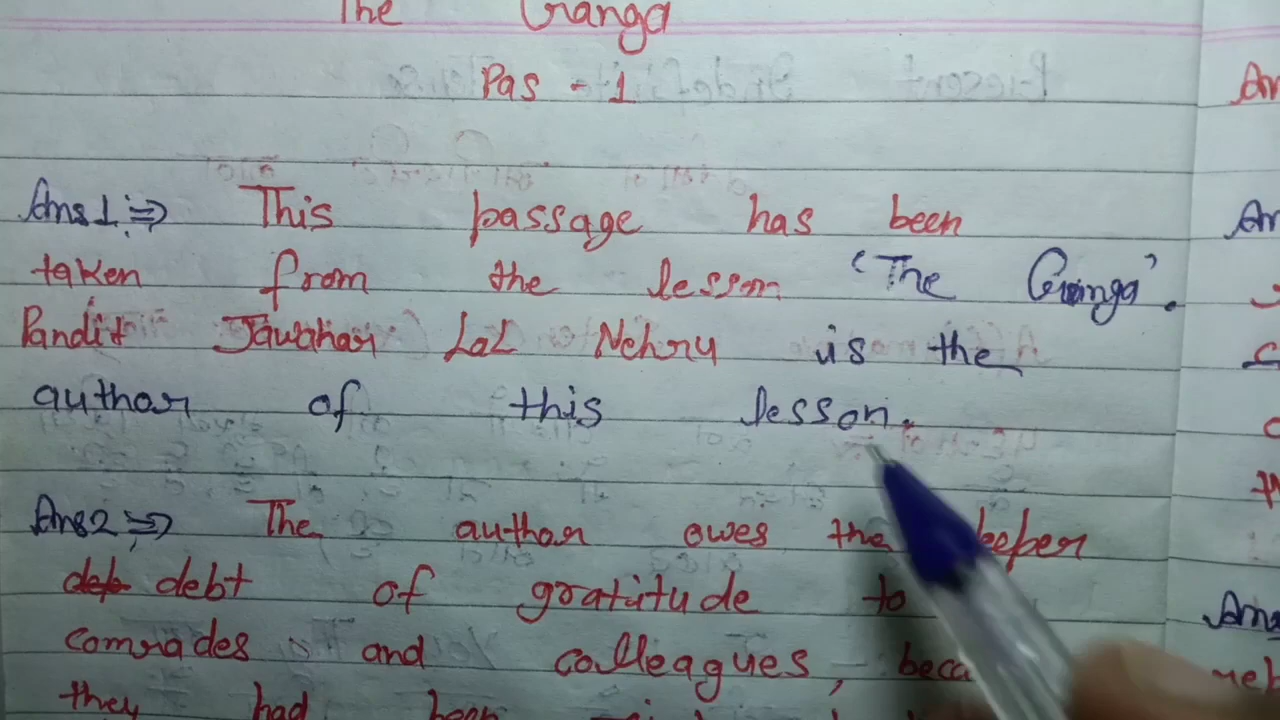 The Ganga
Pas - 1
Ans1 ⇒ This passage has been
taken from the lesson 'The Ganga'.
Pandit Jawahar Lal Nehru is the
author of this lesson.
Ans2 ⇒ The author owes the
debt of gratitude to
comrades and colleagues,
they had been